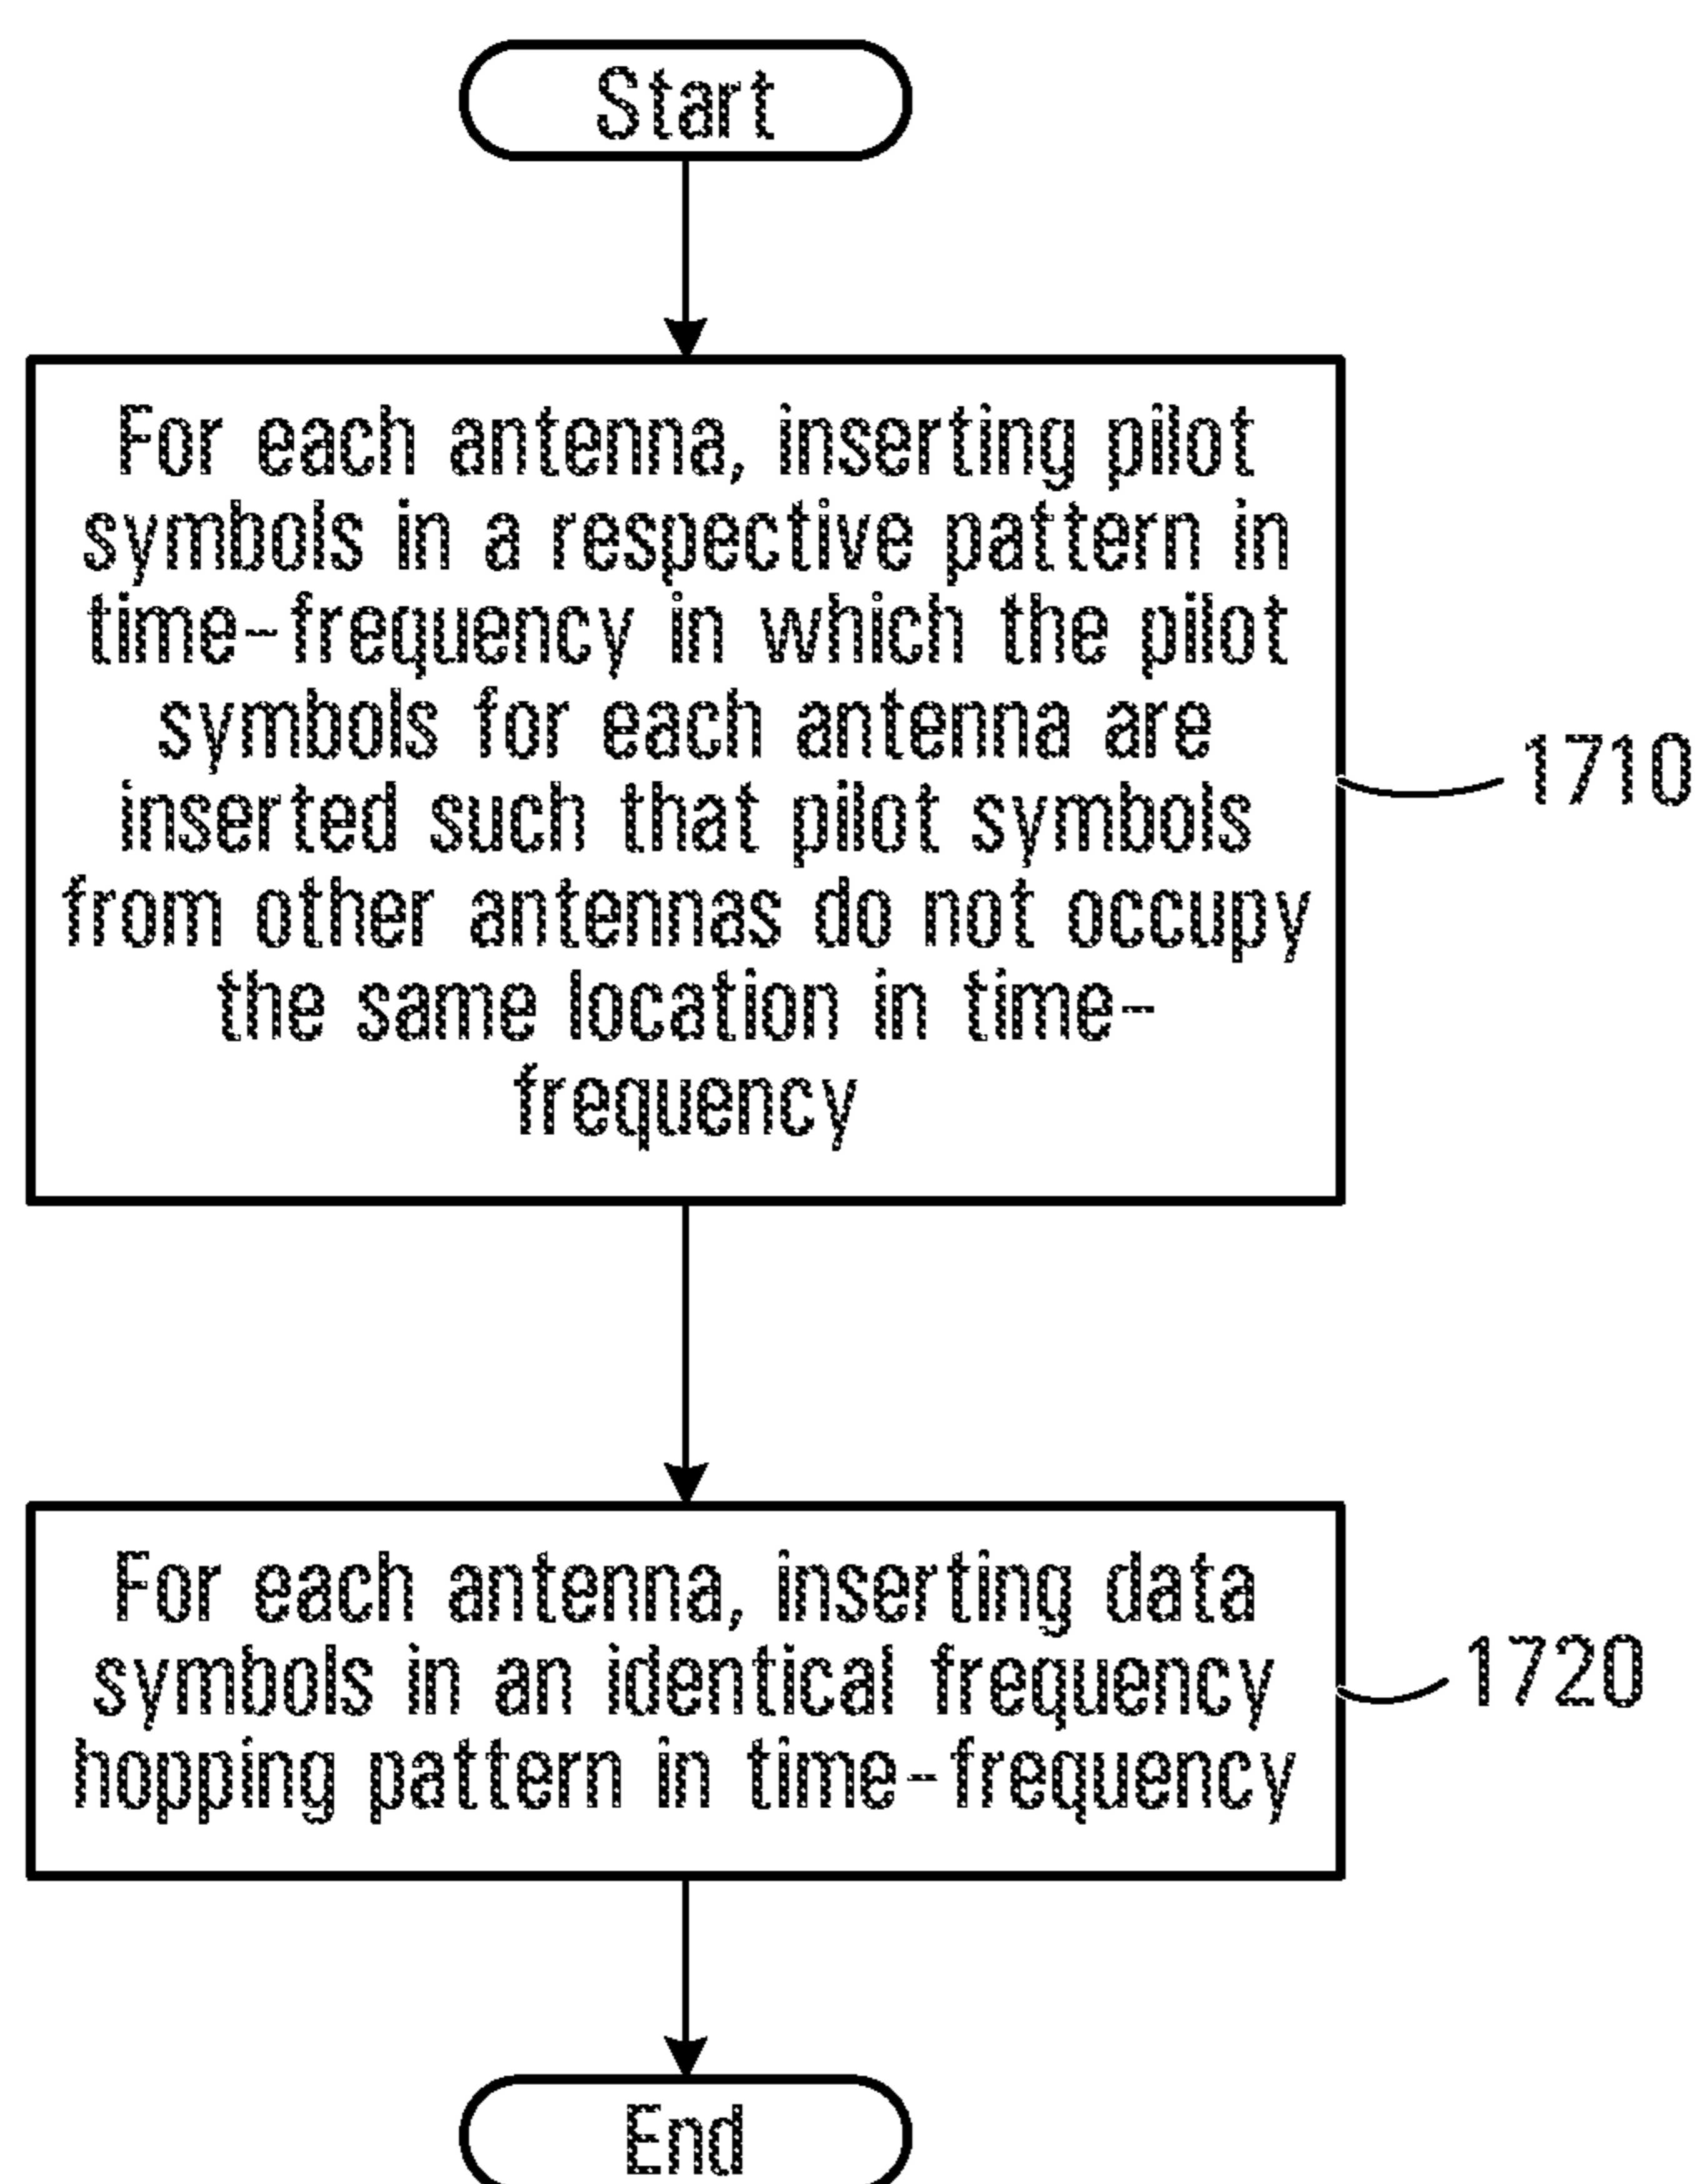 Start
For each antenna, inserting pilot
symbols in a respective pattern in
time-frequency in which the pilot
symbols for each antenna are
inserted such that pilot symbols
from other antennas do not occupy
the same location in time-
frequency
1710
For each antenna, inserting data
symbols in an identical frequency
hopping pattern in time-frequency
1720
End